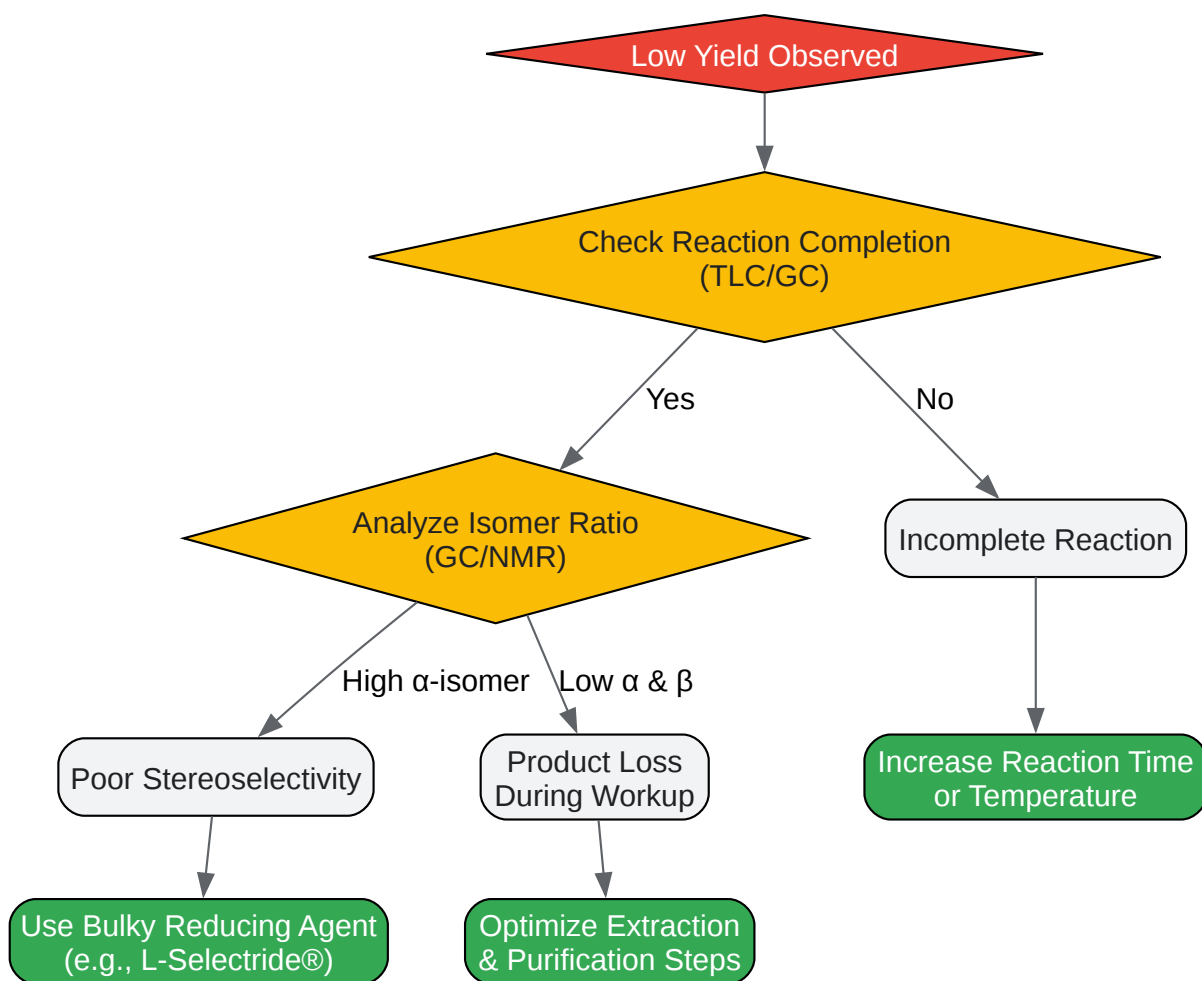 Low Yield Observed
Check Reaction Completion
(TLC/GC)
Yes
No
Analyze Isomer Ratio
(GC/NMR)
Incomplete Reaction
High α-isomer
Low α & β
Poor Stereoselectivity
Product Loss
During Workup
Increase Reaction Time
or Temperature
Use Bulky Reducing Agent
(e.g., L-Selectride®)
Optimize Extraction
& Purification Steps